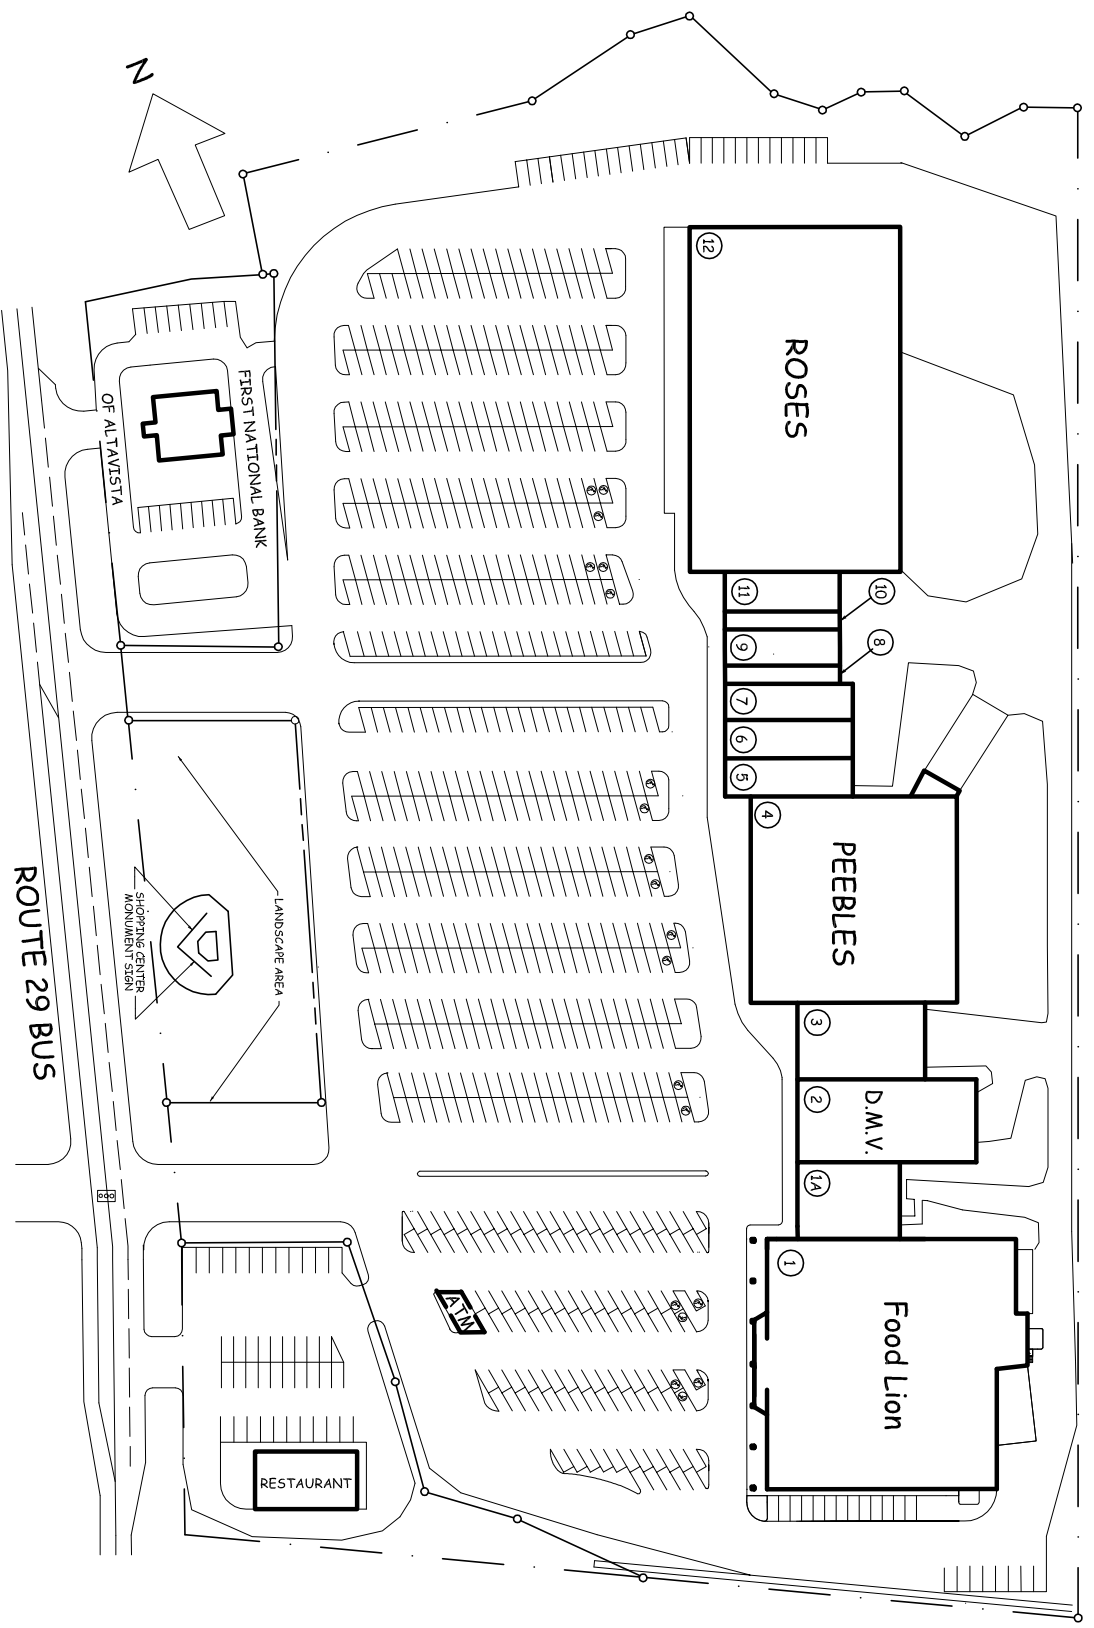 N
12
ROSES
11
10
9
8
7
6
5
4
PEEBLES
3
2
D.M.V.
1A
1
Food Lion
ATM
FIRST NATIONAL BANK
OF ALTAVISTA
LANDSCAPE AREA
SHOPPING CENTER
MONUMENT SIGN
ROUTE 29 BUS
RESTAURANT